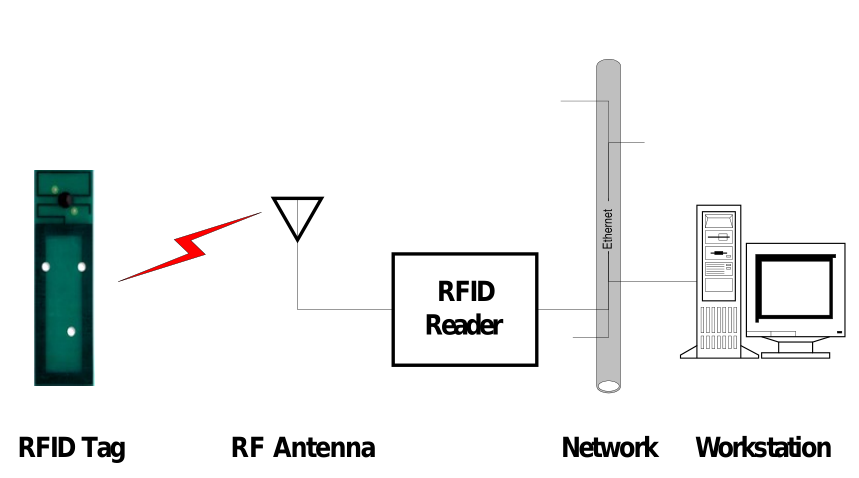 Ethernet
RFID
Reader
RFID Tag
RF Antenna
Network
Workstation